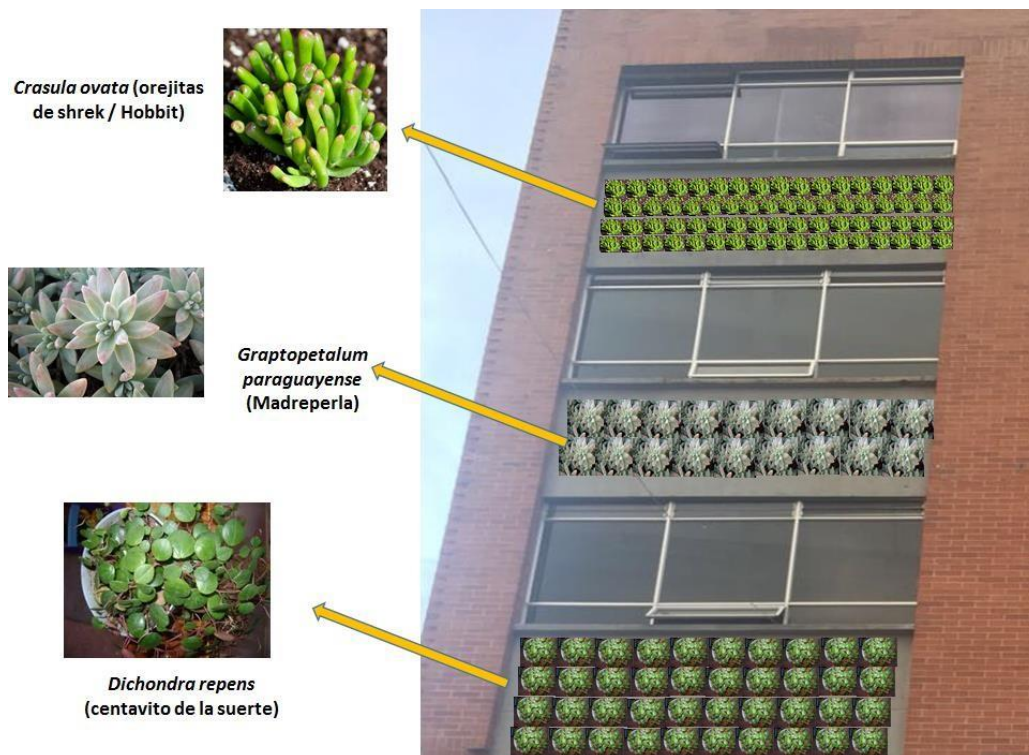 Crasula ovata (orejitas
de shrek / Hobbit)
Graptopetalum
paraguayense
(Madreperla)
Dichondra repens
(centavito de la suerte)